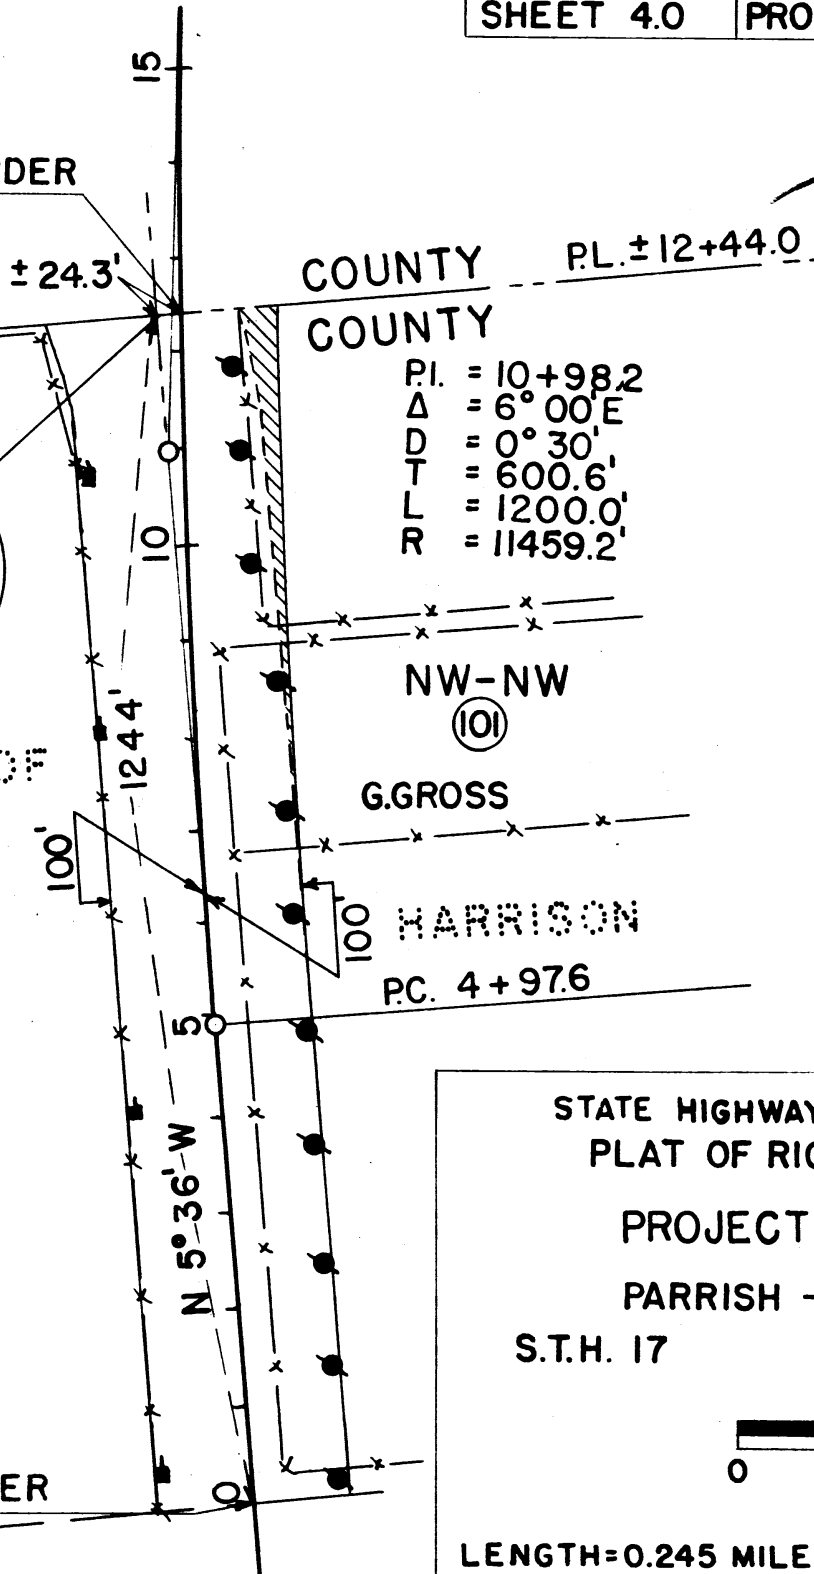 SHEET 4.0 PRO
15
DER
± 24.3'
COUNTY
P.L. ± 12+44.0
COUNTY
P.I. = 10+98.2
Δ = 6° 00' E
D = 0° 30'
T = 600.6'
L = 1200.0'
R = 11459.2'
10
NW-NW
101
1244'
OF
G.GROSS
100'
100
HARRISON
P.C. 4+97.6
5
STATE HIGHWAY
PLAT OF RIG
N 5° 36' W
PROJECT
PARRISH -
S.T.H. 17
0
ER
0
LENGTH=0.245 MILE